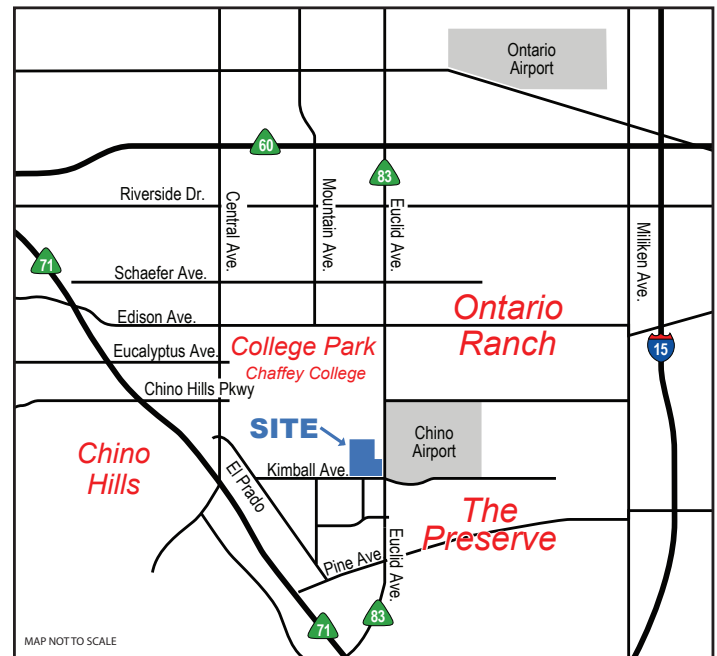 Ontario
Airport
60
83
Riverside Dr.
Central Ave.
Mountain Ave.
Euclid Ave.
Miliken Ave.
71
Schaefer Ave.
Edison Ave.
Ontario
Ranch
15
Eucalyptus Ave.
College Park
Chaffey College
Chino Hills Pkwy
SITE
Chino
Airport
Chino
Hills
Kimball Ave.
El Prado
The
Preserve
Pine Ave
Euclid Ave.
83
71
MAP NOT TO SCALE